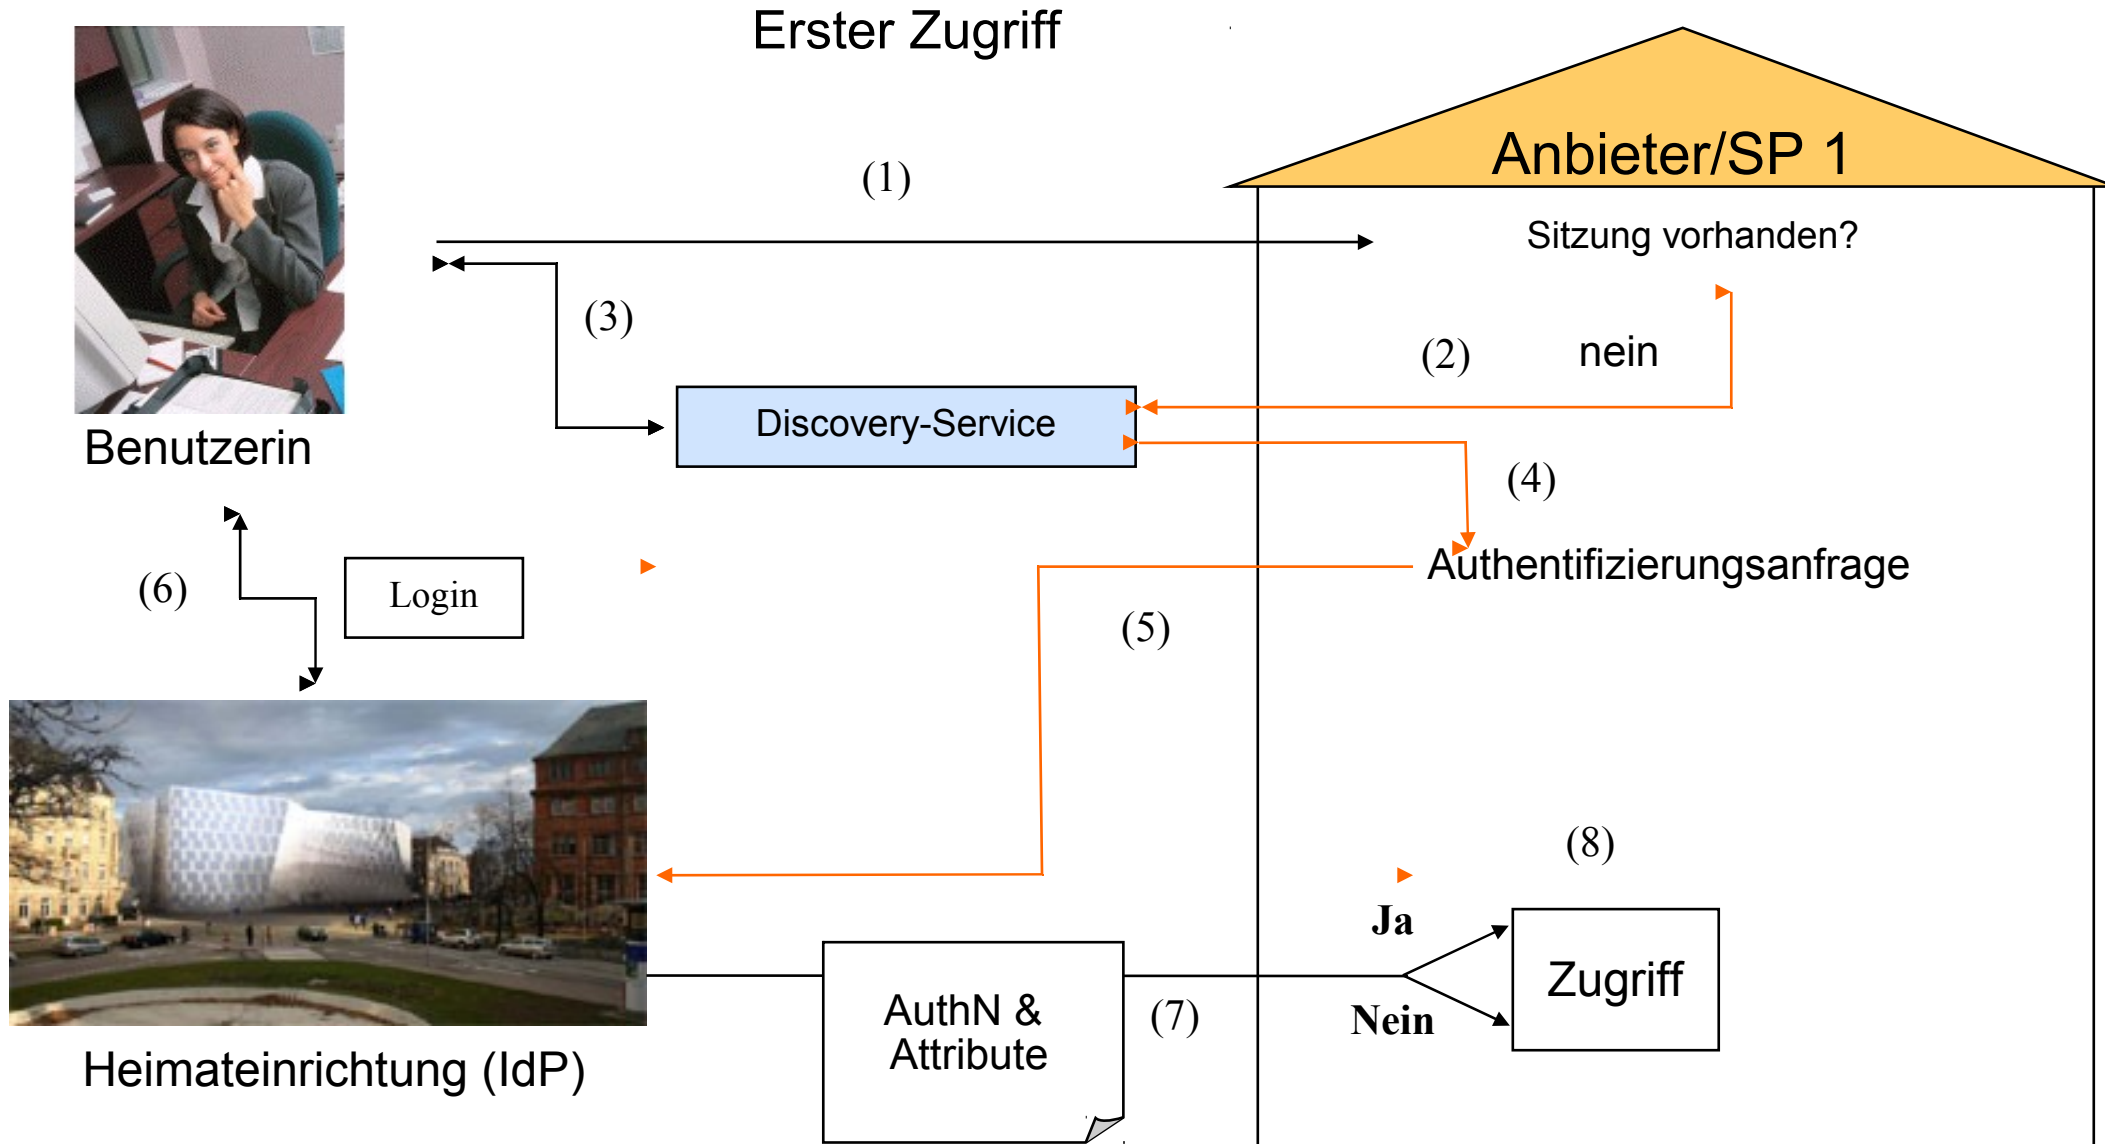 Erster Zugriff
Anbieter/SP 1
(1)
Sitzung vorhanden?
(3)
(2)
nein
Discovery-Service
Benutzerin
(4)
Authentifizierungsanfrage
(6)
Login
(5)
(8)
Ja
Zugriff
Nein
AuthN &
Attribute
(7)
Heimateinrichtung (IdP)